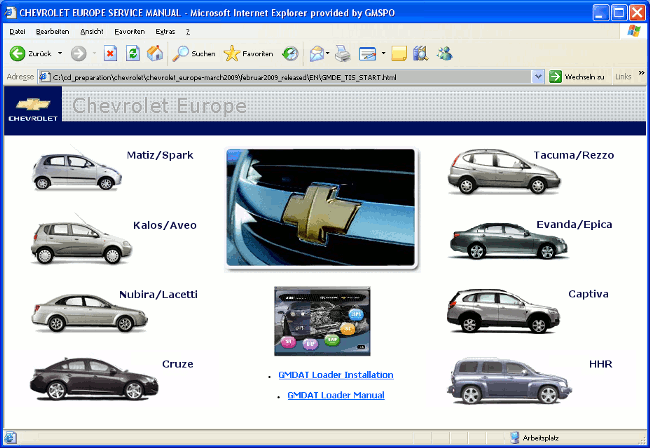 CHEVROLET EUROPE SERVICE MANUAL - Microsoft Internet Explorer provided by GMSPO
Datei Bearbeiten Ansicht Favoriten Extras ?
Zurück Suchen Favoriten
Adresse C:\cd_preparation\chevrolet\chevrolet_europe-march2009\februar2009_released\EN\GMDE_TIS_START.html Wechseln zu Links »
CHEVROLET
Chevrolet Europe
Matiz/Spark
Tacuma/Rezzo
Kalos/Aveo
Evanda/Epica
Nubira/Lacetti
Captiva
Cruze
HHR
GMDAT Loader Installation
GMDAT Loader Manual
Arbeitsplatz